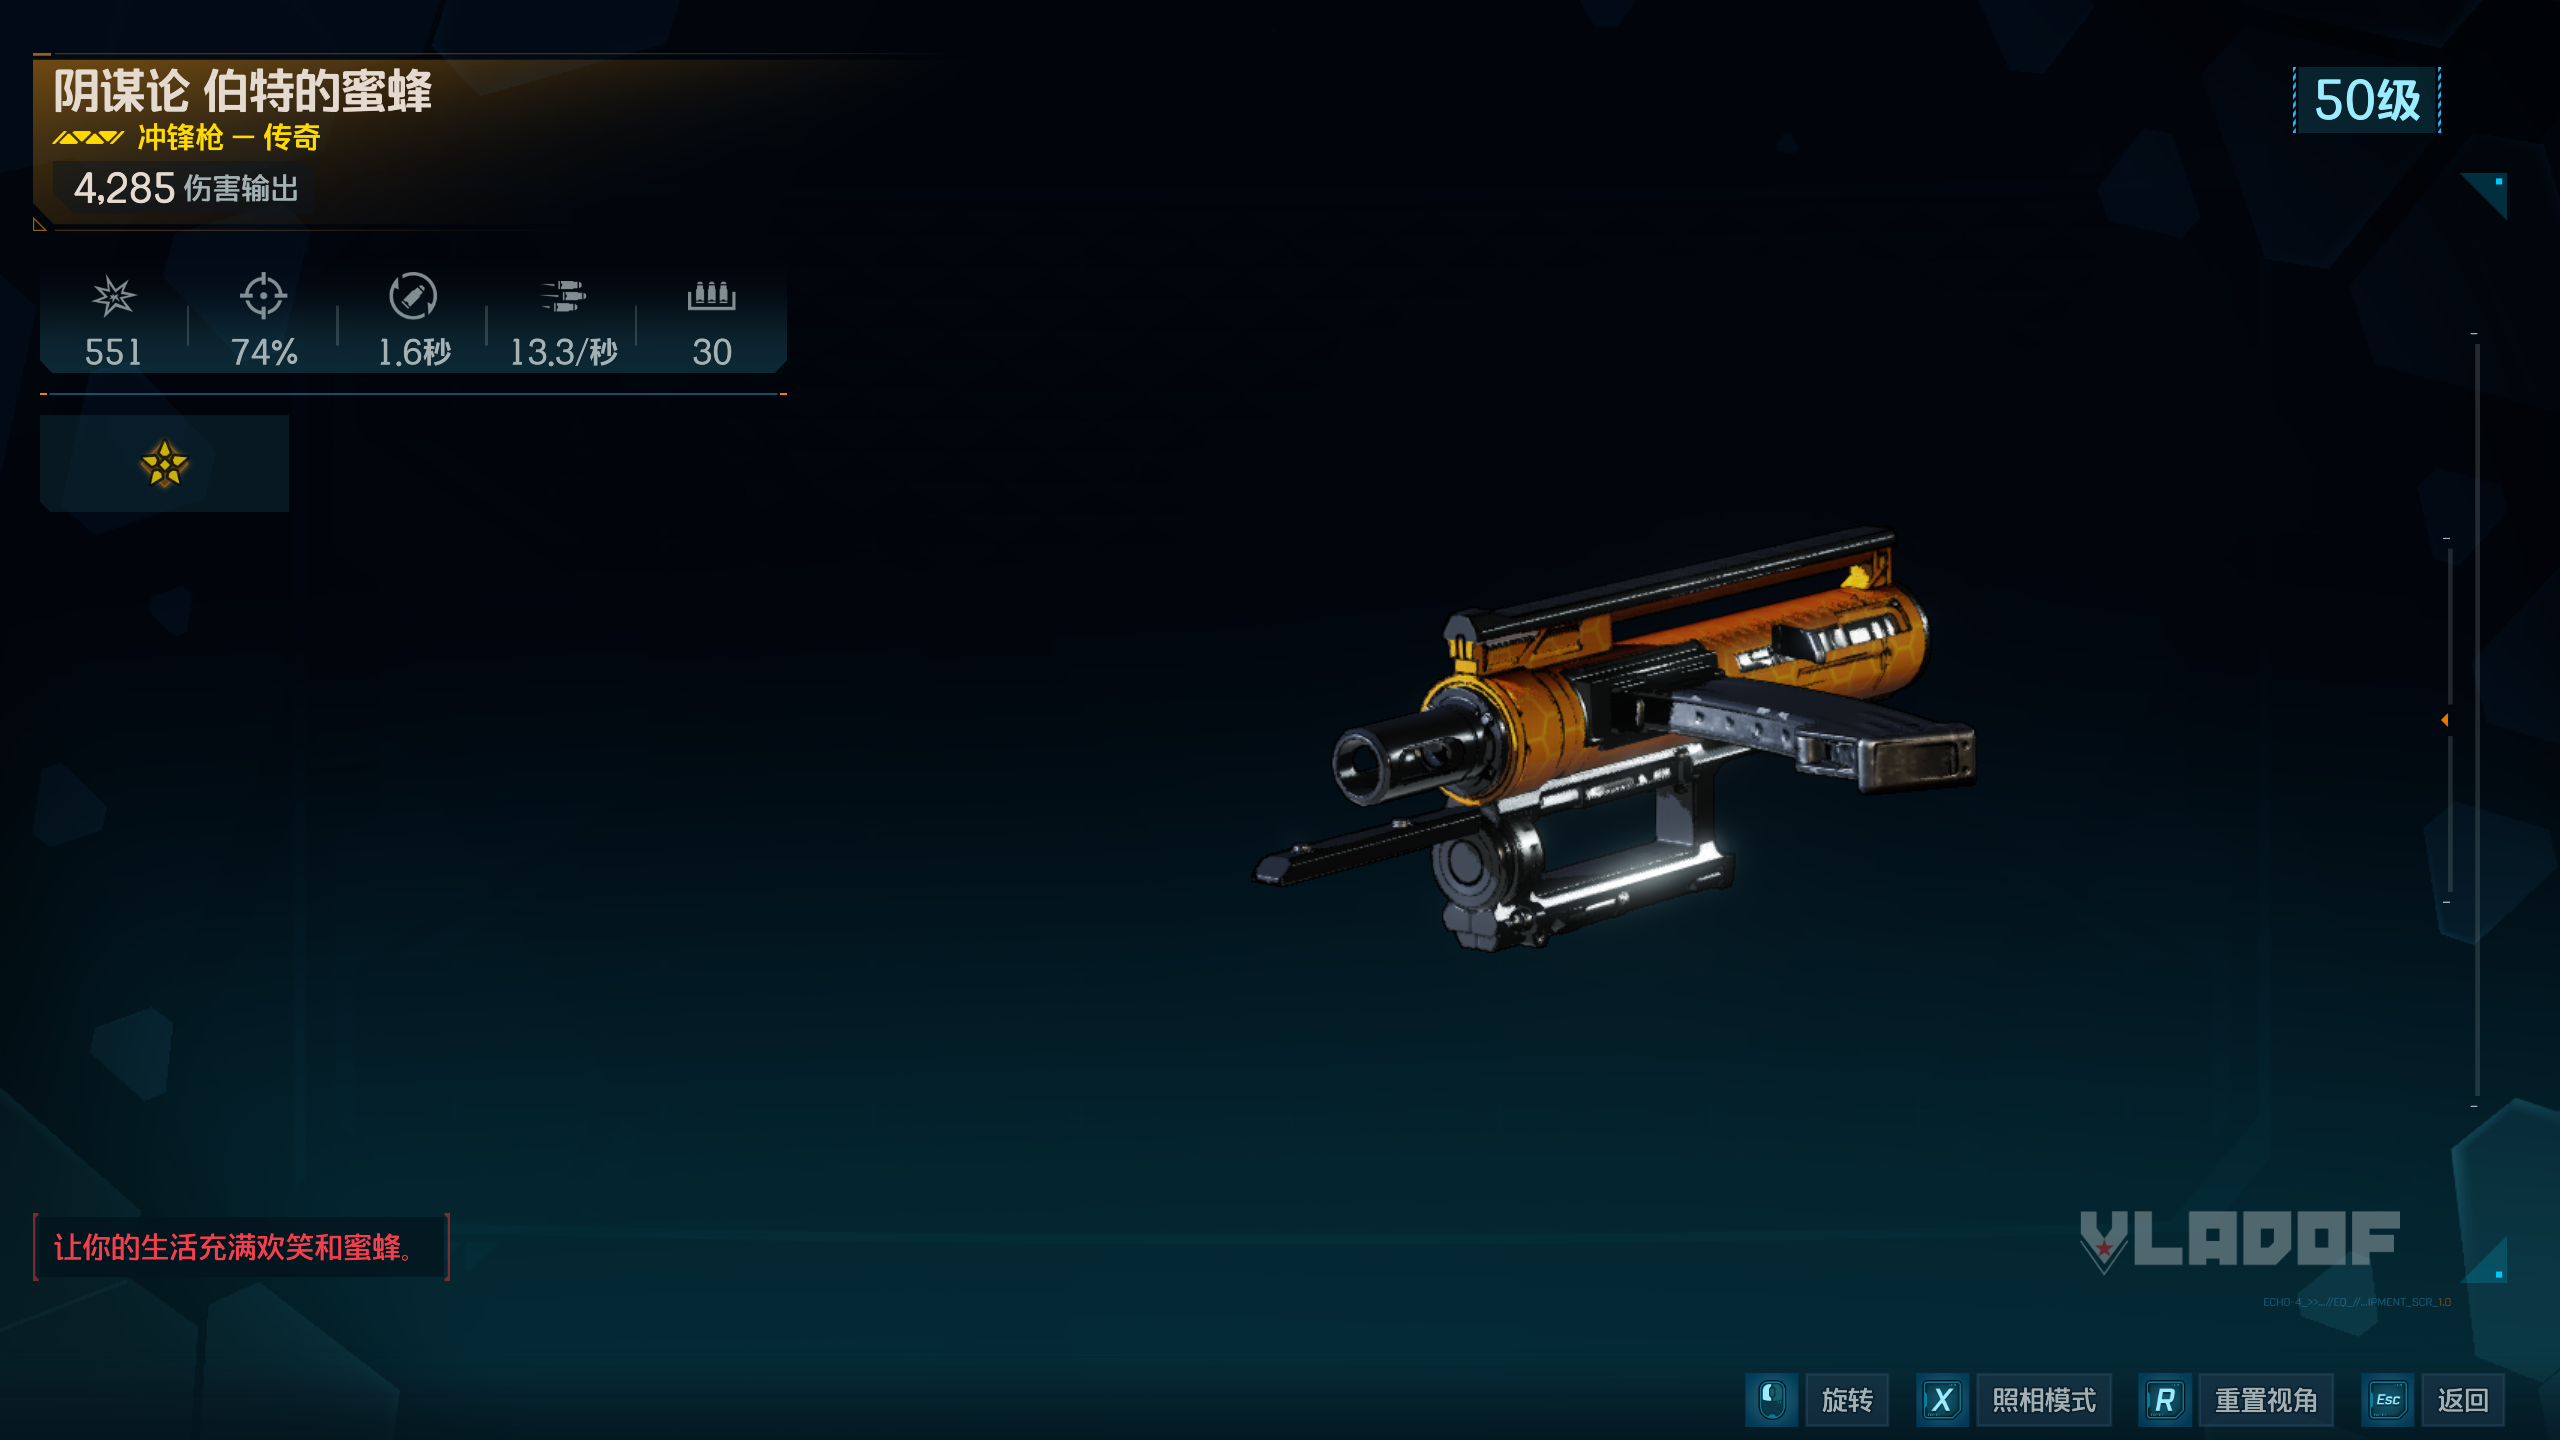 阴谋论 伯特的蜜蜂
冲锋枪 – 传奇
4,285 伤害输出
50级
551
74%
1.6秒
13.3/秒
30
让你的生活充满欢笑和蜜蜂。
VLADOF
旋转
X 照相模式
R 重置视角
Esc 返回